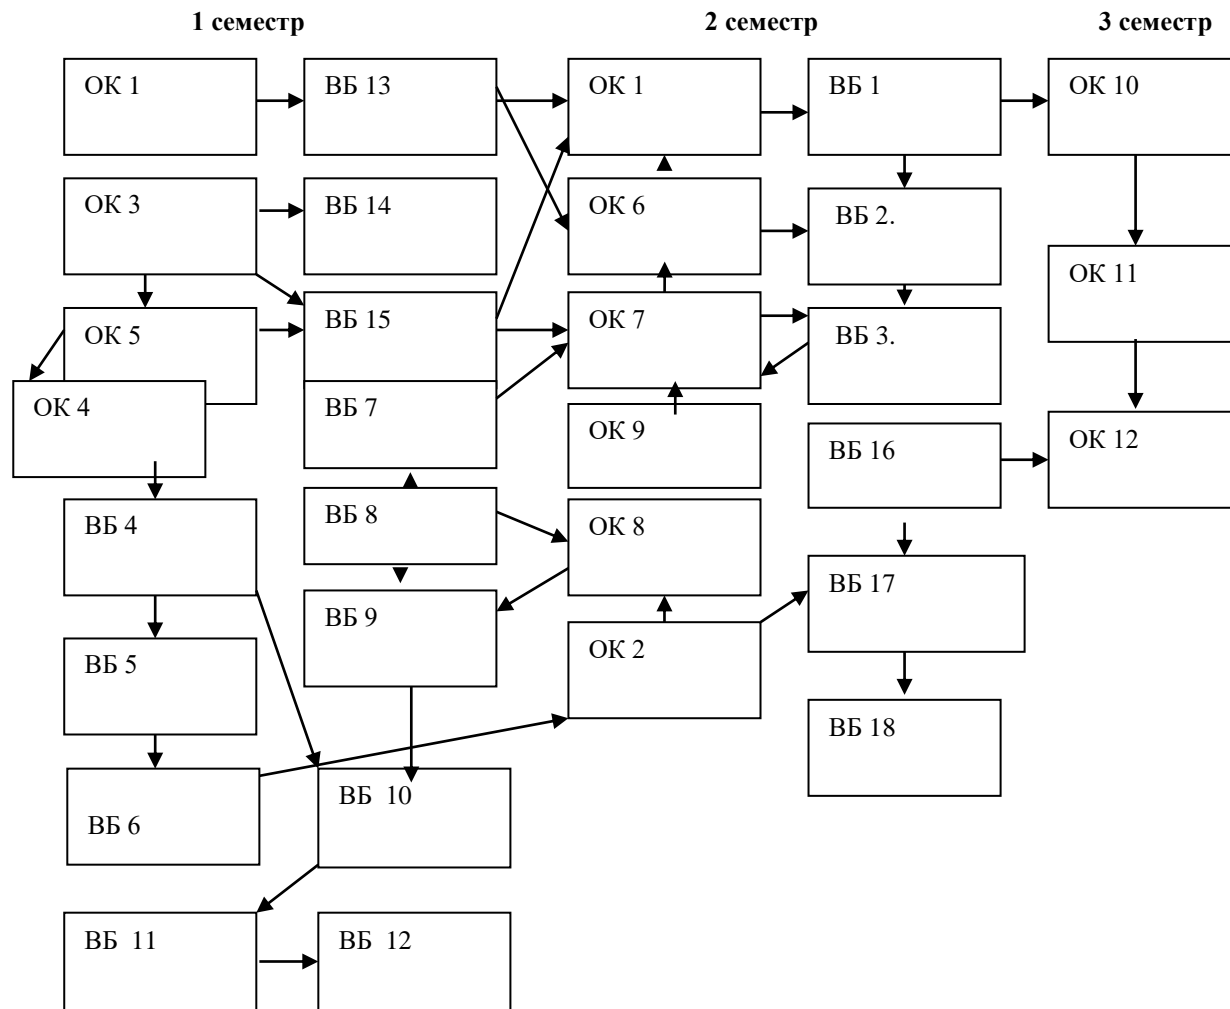 1 семестр
2 семестр
3 семестр
ОК 1
ВБ 13
ОК 1
ВБ 1
ОК 10
ОК 3
ВБ 14
ОК 6
ВБ 2.
ОК 11
ОК 5
ВБ 15
ОК 7
ВБ 3.
ОК 4
ВБ 7
ОК 9
ВБ 16
ОК 12
ВБ 4
ВБ 8
ОК 8
ВБ 17
ВБ 5
ВБ 9
ОК 2
ВБ 18
ВБ 6
ВБ 10
ВБ 11
ВБ 12